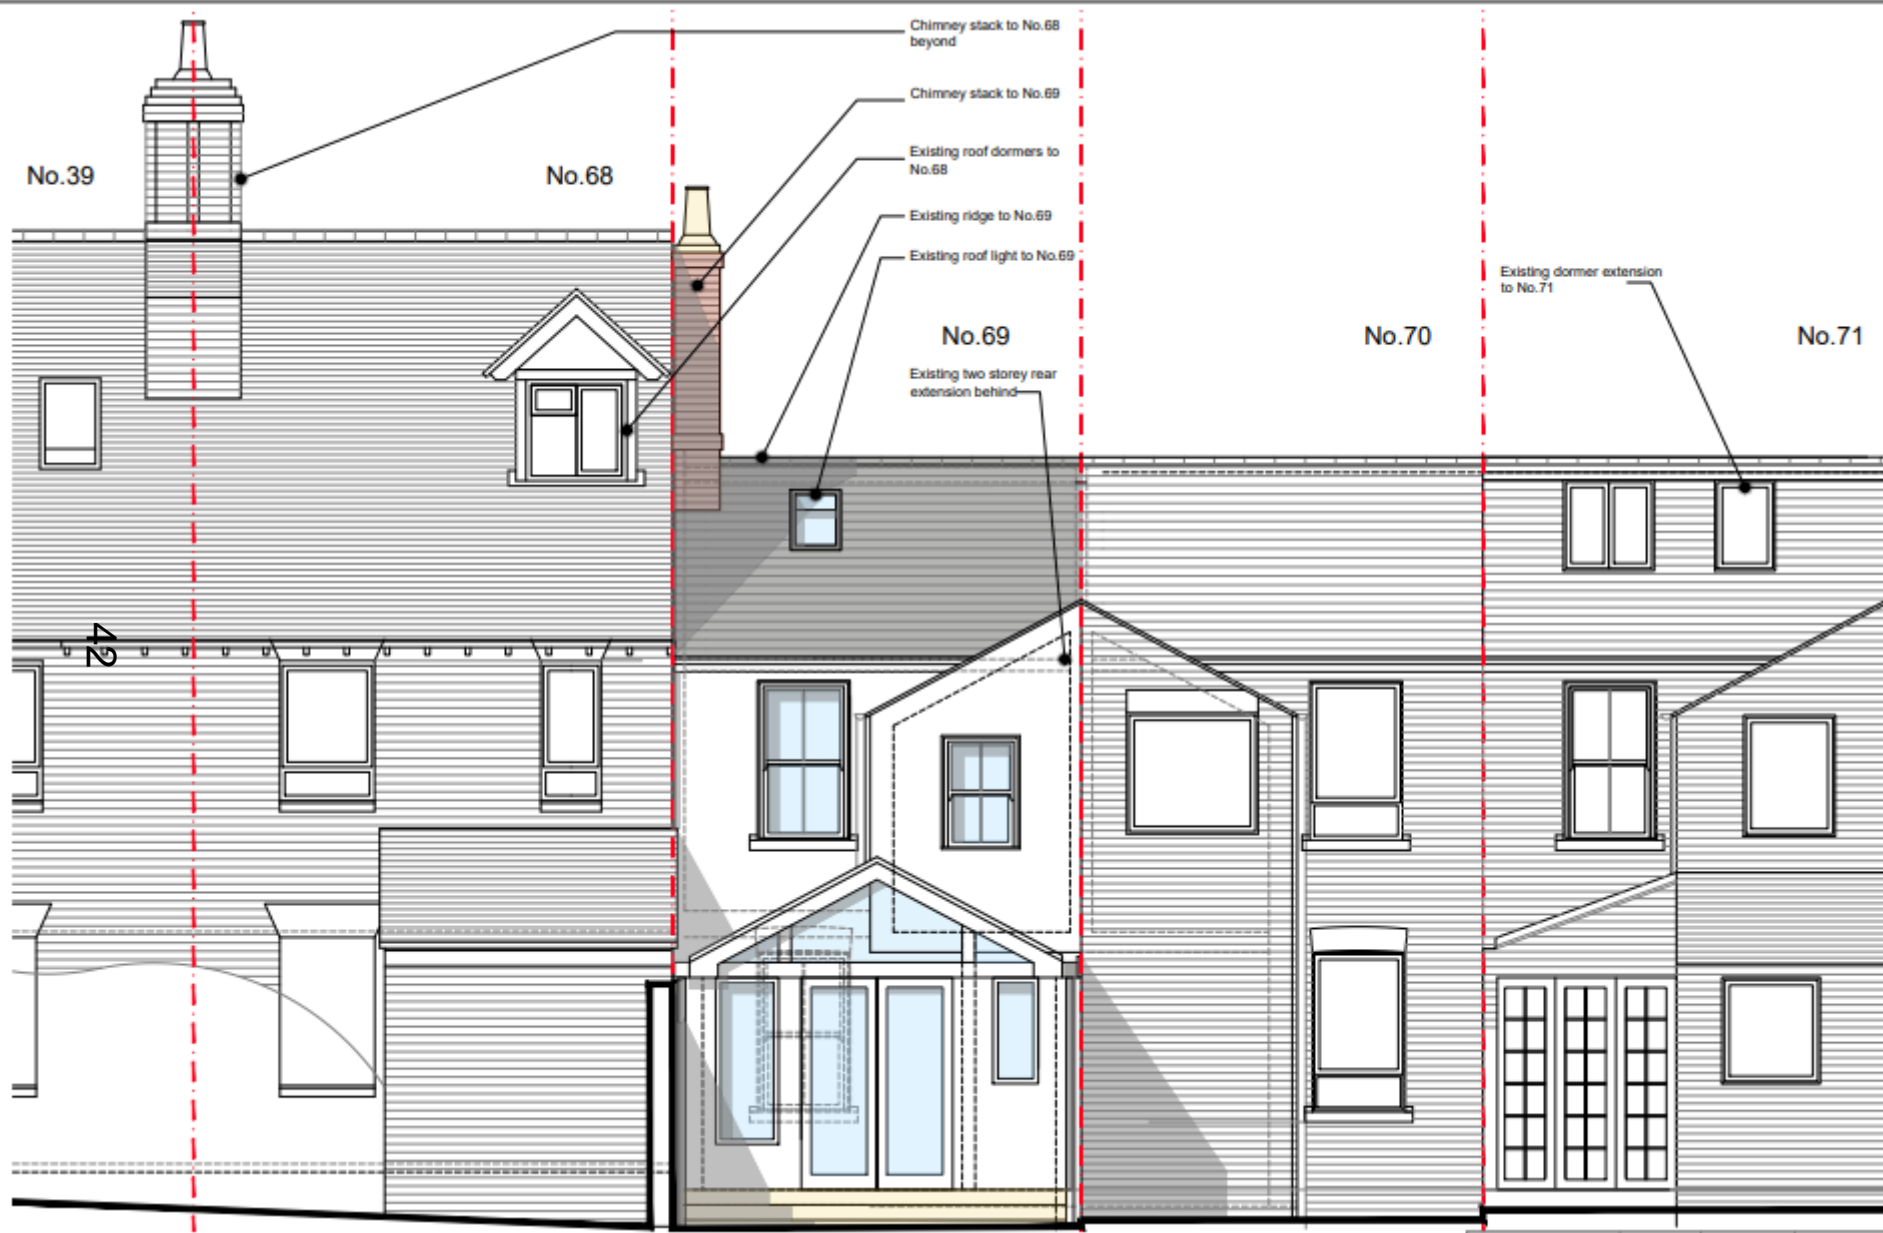 Chimney stack to No.68
beyond
Chimney stack to No.69
Existing roof dormers to
No.68
No.39
No.68
Existing ridge to No.69
Existing roof light to No.69
Existing dormer extension
to No.71
No.69
No.70
No.71
Existing two storey rear
extension behind
42